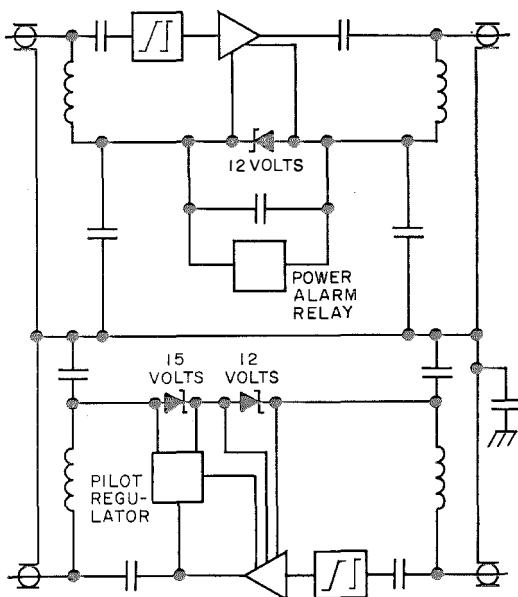 12 VOLTS
POWER
ALARM
RELAY
15
VOLTS
12
VOLTS
PILOT
REGU-
LATOR